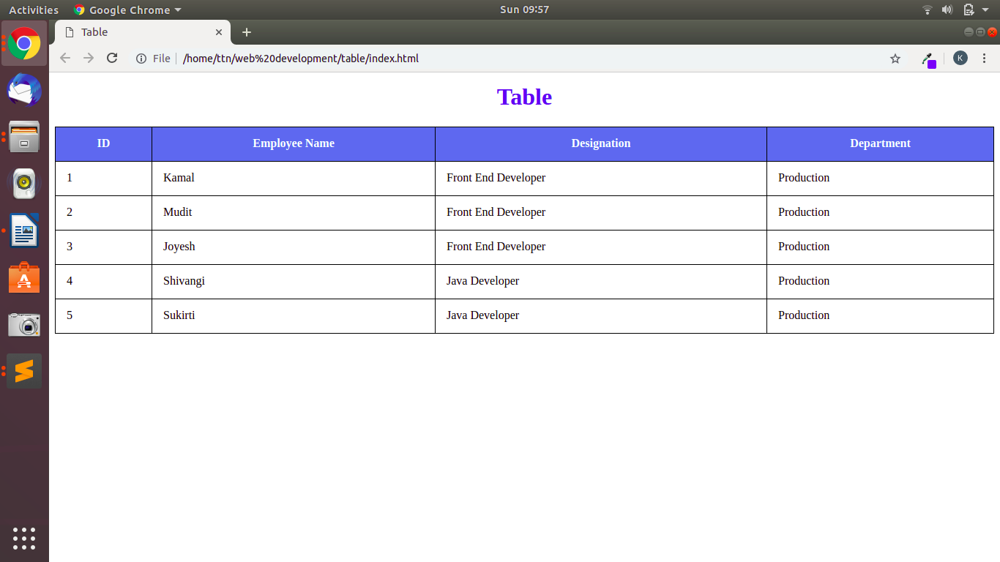 Activities Google Chrome Sun 09:57
Table
File /home/ttn/web%20development/table/index.html K
Table
ID Employee Name Designation Department
1 Kamal Front End Developer Production
2 Mudit Front End Developer Production
3 Joyesh Front End Developer Production
4 Shivangi Java Developer Production
5 Sukirti Java Developer Production